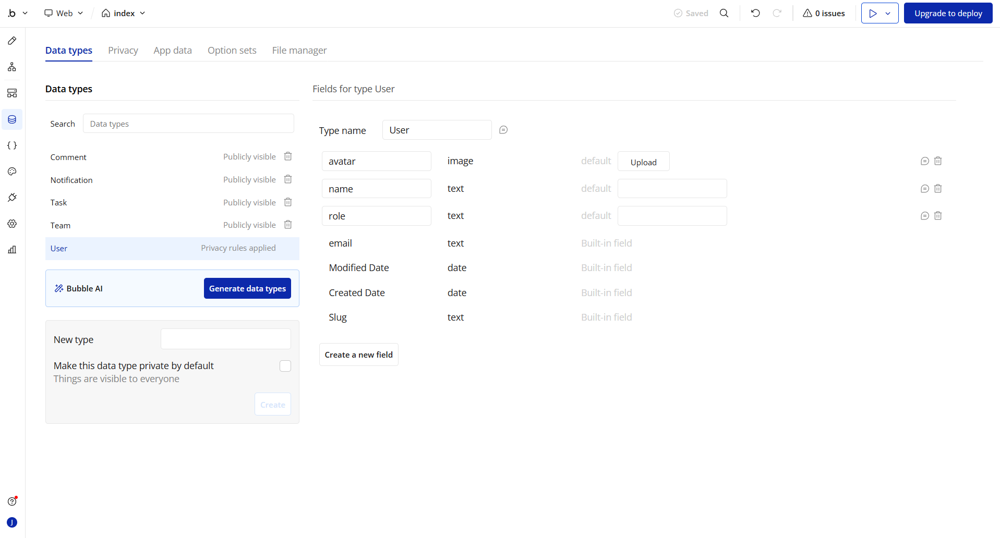 .b Web index Saved 0 issues Upgrade to deploy
Data types Privacy App data Option sets File manager
Data types
Fields for type User
Search Data types
Type name User
Comment Publicly visible
Notification Publicly visible
Task Publicly visible
Team Publicly visible
User Privacy rules applied
avatar image default Upload
name text default
role text default
email text Built-in field
Modified Date date Built-in field
Created Date date Built-in field
Slug text Built-in field
Create a new field
Bubble AI Generate data types
New type
Make this data type private by default
Things are visible to everyone
Create
J